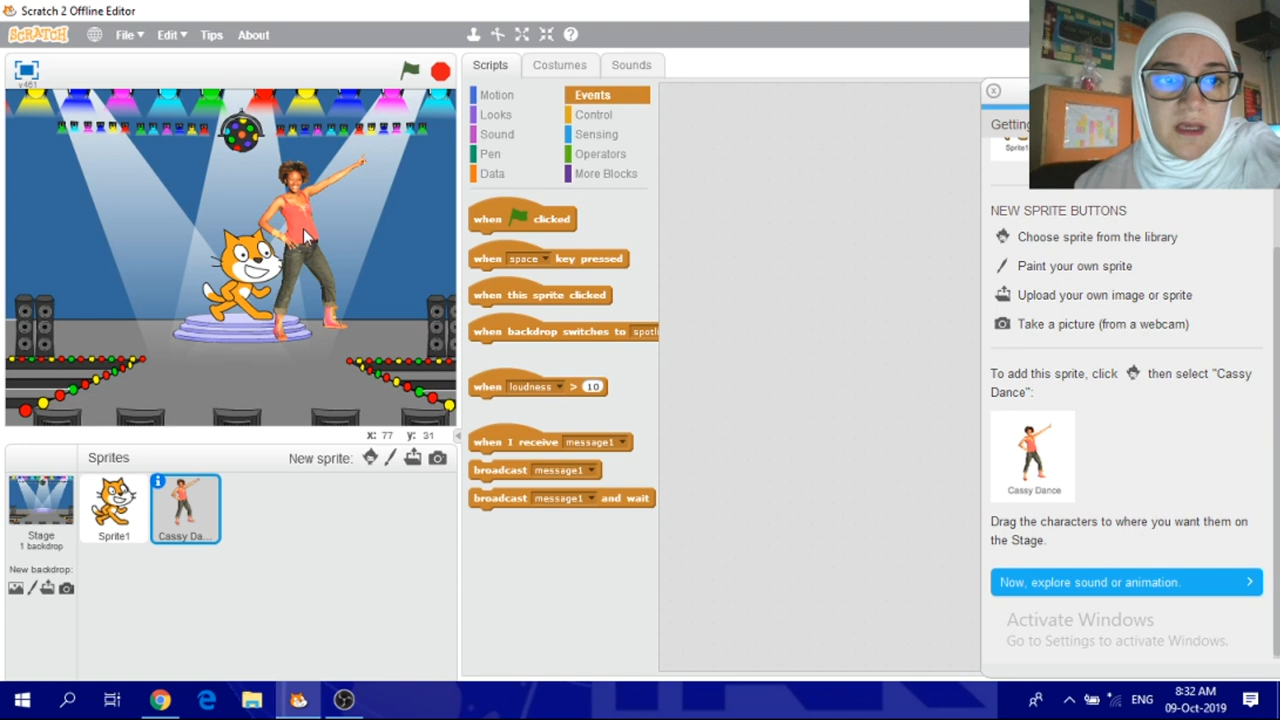 Scratch 2 Offline Editor
SCRATCH File Edit Tips About
v461
Scripts Costumes Sounds
Motion Events
Looks Control
Sound Sensing
Pen Operators
Data More Blocks
when clicked
when space key pressed
when this sprite clicked
when backdrop switches to
when loudness > 10
when I receive message1
broadcast message1
broadcast message1 and wait
x: 77 y: 31
Sprites New sprite:
Stage
1 backdrop
New backdrop:
Sprite1
Cassy Da...
Sprite1
NEW SPRITE BUTTONS
Choose sprite from the library
Paint your own sprite
Upload your own image or sprite
Take a picture (from a webcam)
To add this sprite, click then select "Cassy
Dance":
Cassy Dance
Drag the characters to where you want them on
the Stage.
Now, explore sound or animation.
Activate Windows
Go to Settings to activate Windows.
ENG
8:32 AM
09-Oct-2019